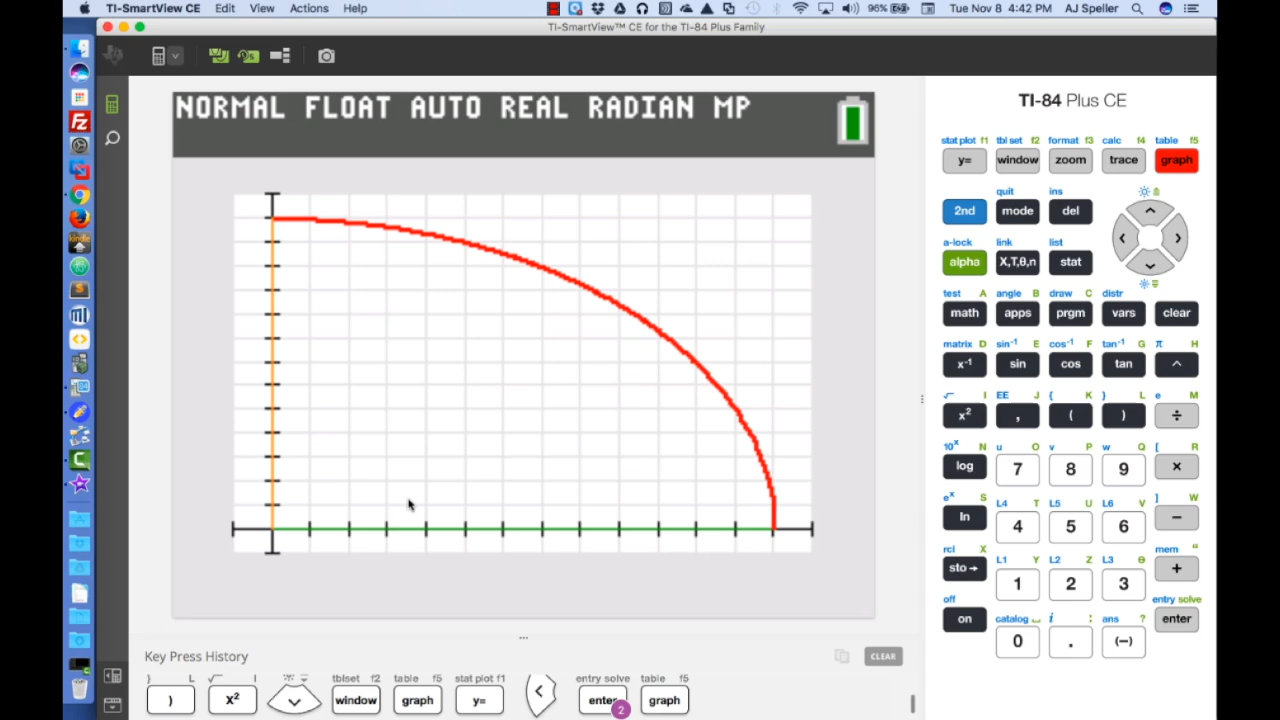 TI-SmartView CE Edit View Actions Help 96% Tue Nov 8 4:42 PM AJ Speller
TI-SmartView™ CE for the TI-84 Plus Family
NORMAL FLOAT AUTO REAL RADIAN MP
TI-84 Plus CE
stat plot f1 tbl set f2 format f3 calc f4 table f5
y= window zoom trace graph
quit ins
2nd mode del
a-lock link list
alpha X,T,θ,n stat
test A angle B draw C distr
math apps prgm vars clear
matrix D sin-1 E cos-1 F tan-1 G π H
x-1 sin cos tan ^
√ I EE J { K } L e M
x2 , ( ) ÷
10x N u O v P w Q [ R
log 7 8 9 ×
ex S L4 T L5 U L6 V ] W
ln 4 5 6 −
rcl X L1 Y L2 Z L3 θ mem “
sto→ 1 2 3 +
off catalog i : ans ? entry solve
on 0 . (−) enter
Key Press History CLEAR
} L √ I tblset f2 table f5 stat plot f1 entry solve table f5
) X2 window graph y= enter 2 graph